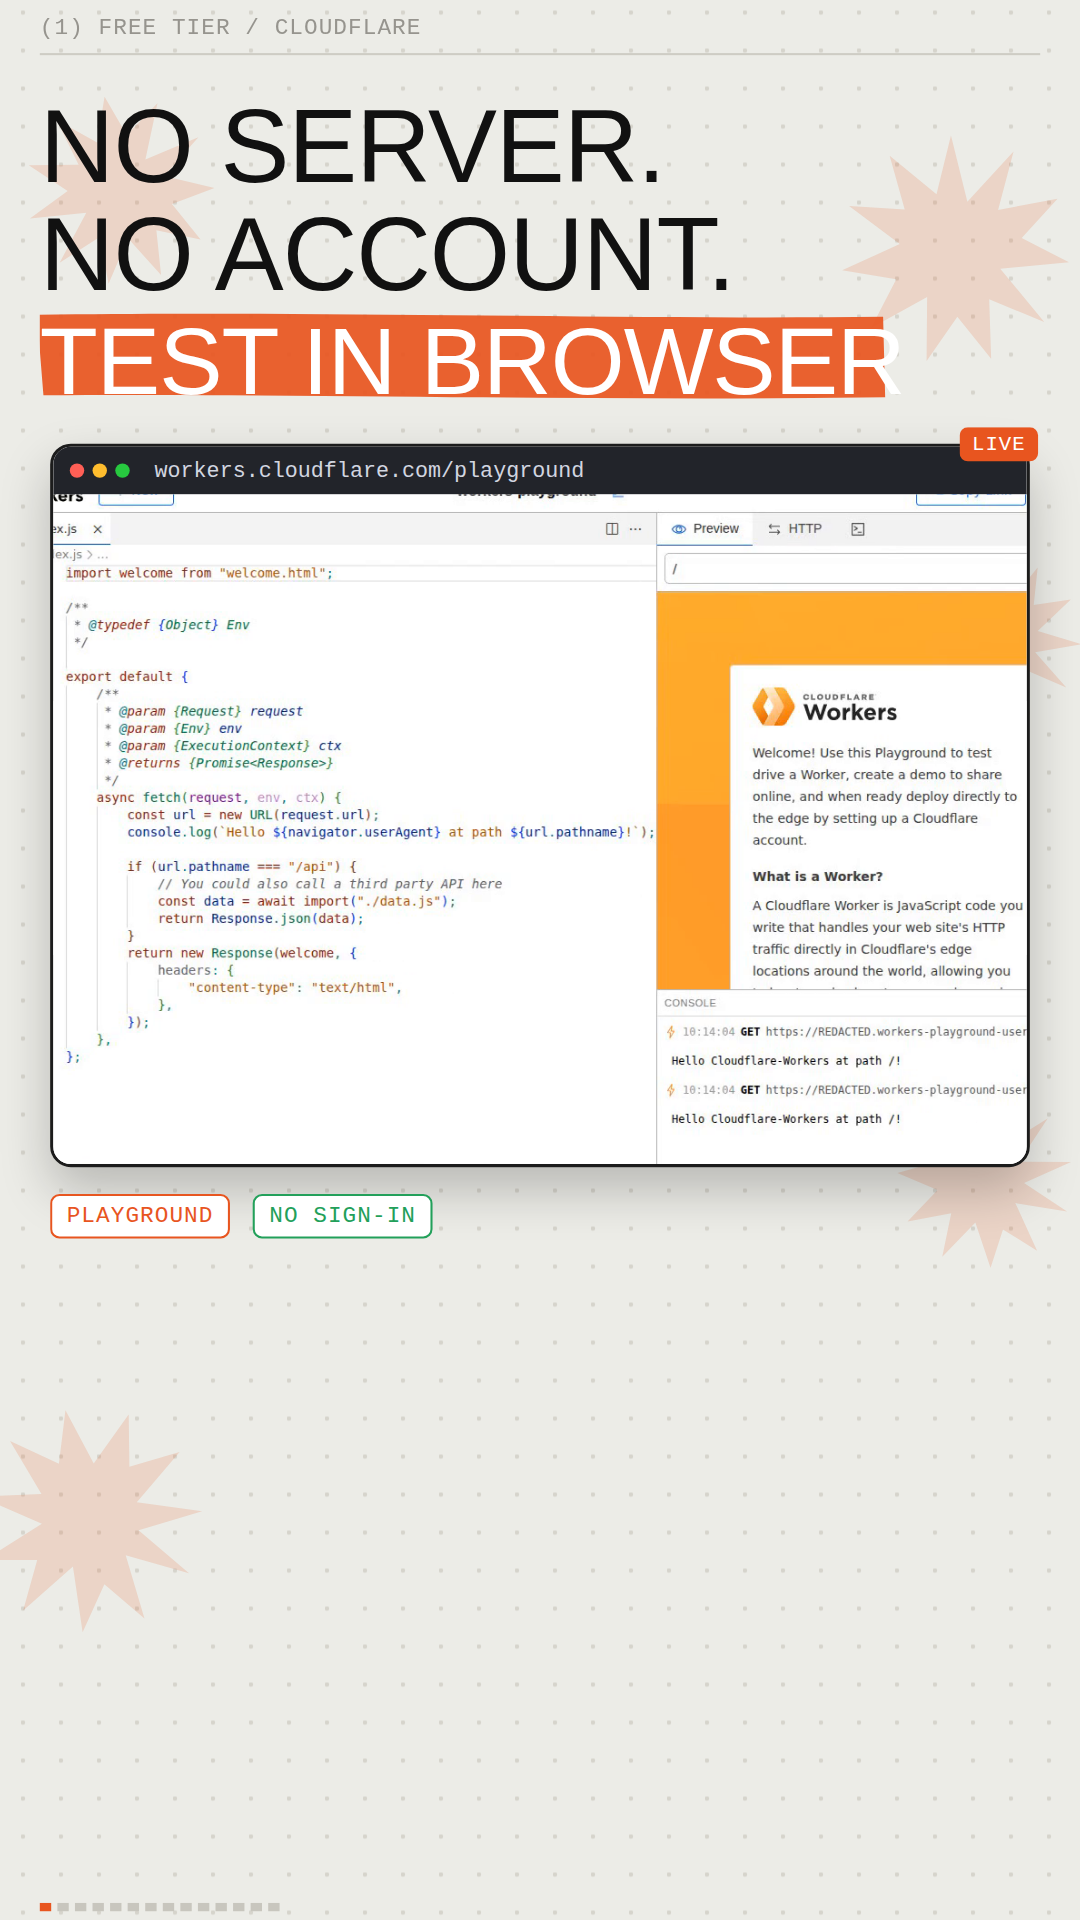 (1) FREE TIER / CLOUDFLARE
NO SERVER.
NO ACCOUNT.
TEST IN BROWSER
LIVE
workers.cloudflare.com/playground
ex.js ×
Preview HTTP
ex.js > ...
/
import welcome from "welcome.html";
/**
* @typedef {Object} Env
*/
export default {
/**
* @param {Request} request
* @param {Env} env
* @param {ExecutionContext} ctx
* @returns {Promise<Response>}
*/
async fetch(request, env, ctx) {
const url = new URL(request.url);
console.log(`Hello ${navigator.userAgent} at path ${url.pathname}!`);
if (url.pathname === "/api") {
// You could also call a third party API here
const data = await import("./data.js");
return Response.json(data);
}
return new Response(welcome, {
headers: {
"content-type": "text/html",
},
});
},
};
CLOUDFLARE
Workers
Welcome! Use this Playground to test
drive a Worker, create a demo to share
online, and when ready deploy directly to
the edge by setting up a Cloudflare
account.
What is a Worker?
A Cloudflare Worker is JavaScript code you
write that handles your web site's HTTP
traffic directly in Cloudflare's edge
locations around the world, allowing you
CONSOLE
10:14:04 GET https://REDACTED.workers-playground-user
Hello Cloudflare-Workers at path /!
10:14:04 GET https://REDACTED.workers-playground-user
Hello Cloudflare-Workers at path /!
PLAYGROUND
NO SIGN-IN